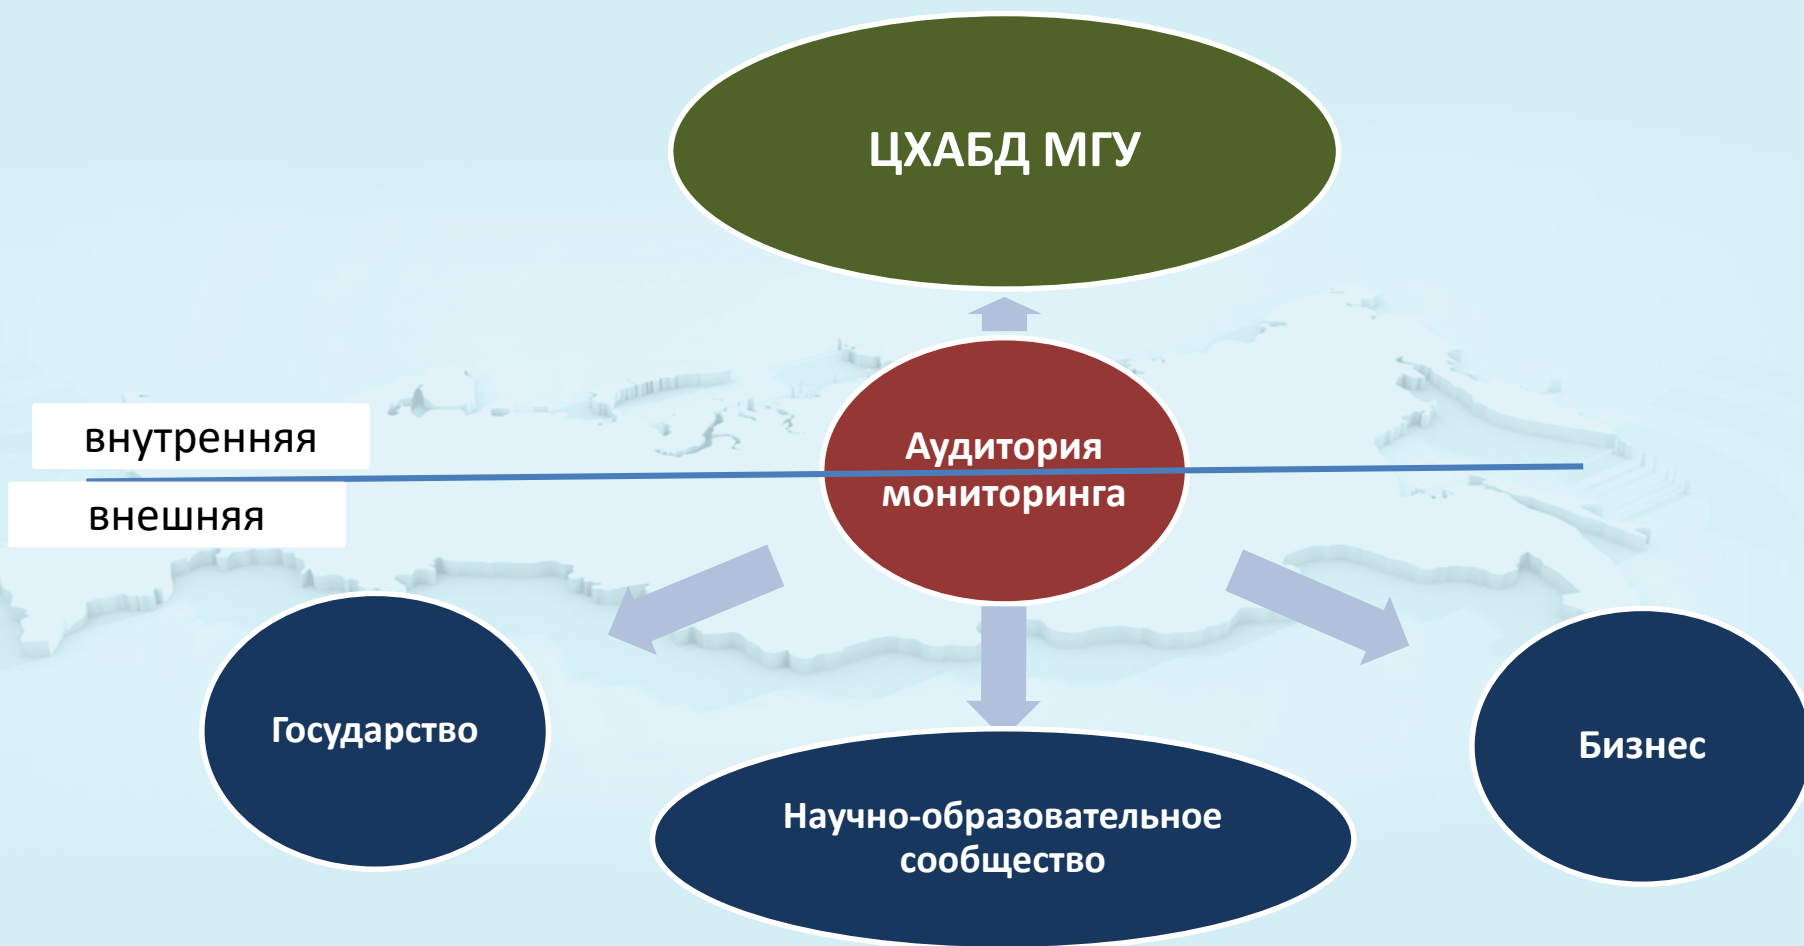 ЦХАБД МГУ
внутренняя
внешняя
Аудитория
мониторинга
Государство
Научно-образовательное
сообщество
Бизнес